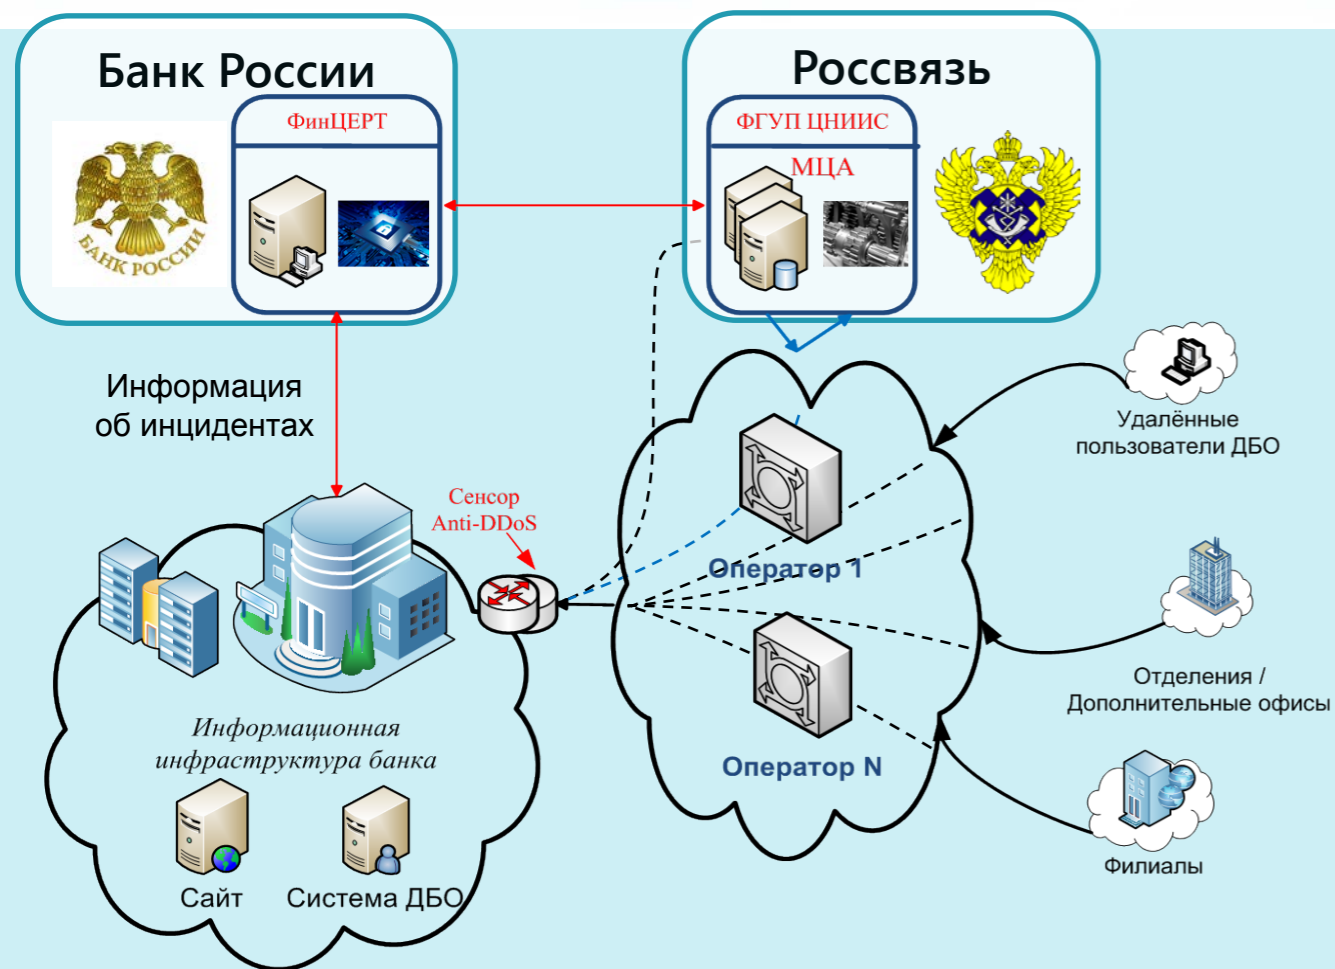 Банк России
ФинЦЕРТ
БАНК РОССИИ
Россвязь
ФГУП ЦНИИС
МЦА
Информация
об инцидентах
Сенсор
Anti-DDoS
Удалённые
пользователи ДБО
Оператор 1
Оператор N
Отделения /
Дополнительные офисы
Филиалы
Информационная
инфраструктура банка
Сайт
Система ДБО